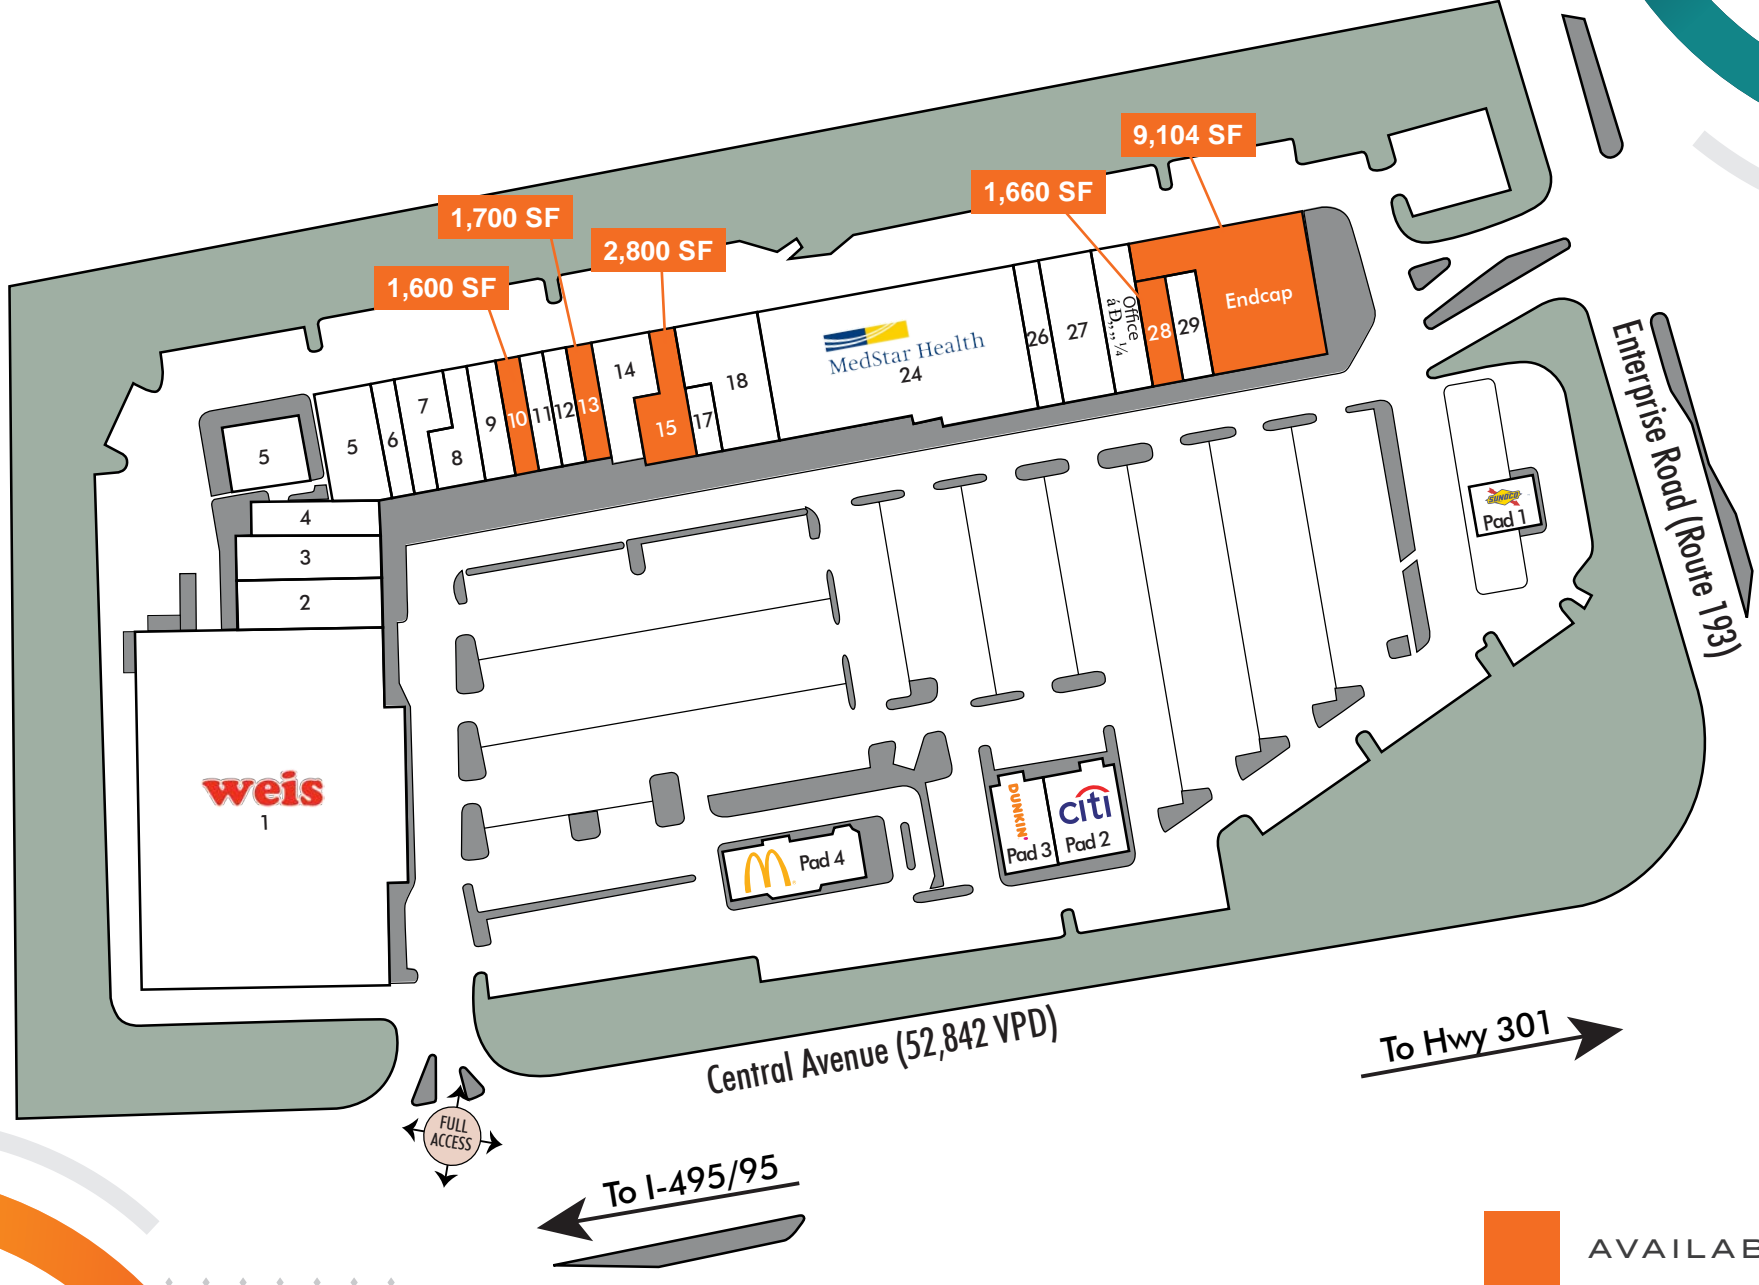 9,104 SF
1,660 SF
1,700 SF
2,800 SF
1,600 SF
Endcap
Office
28
29
26
27
MedStar Health
24
18
17
14
15
13
12
11
10
9
8
7
6
5
5
4
3
2
weis
1
SUNOCO
Pad 1
Enterprise Road (Route 193)
DUNKIN'
Pad 3
citi
Pad 2
Pad 4
Central Avenue (52,842 VPD)
To Hwy 301
FULL
ACCESS
To I-495/95
AVAILAB